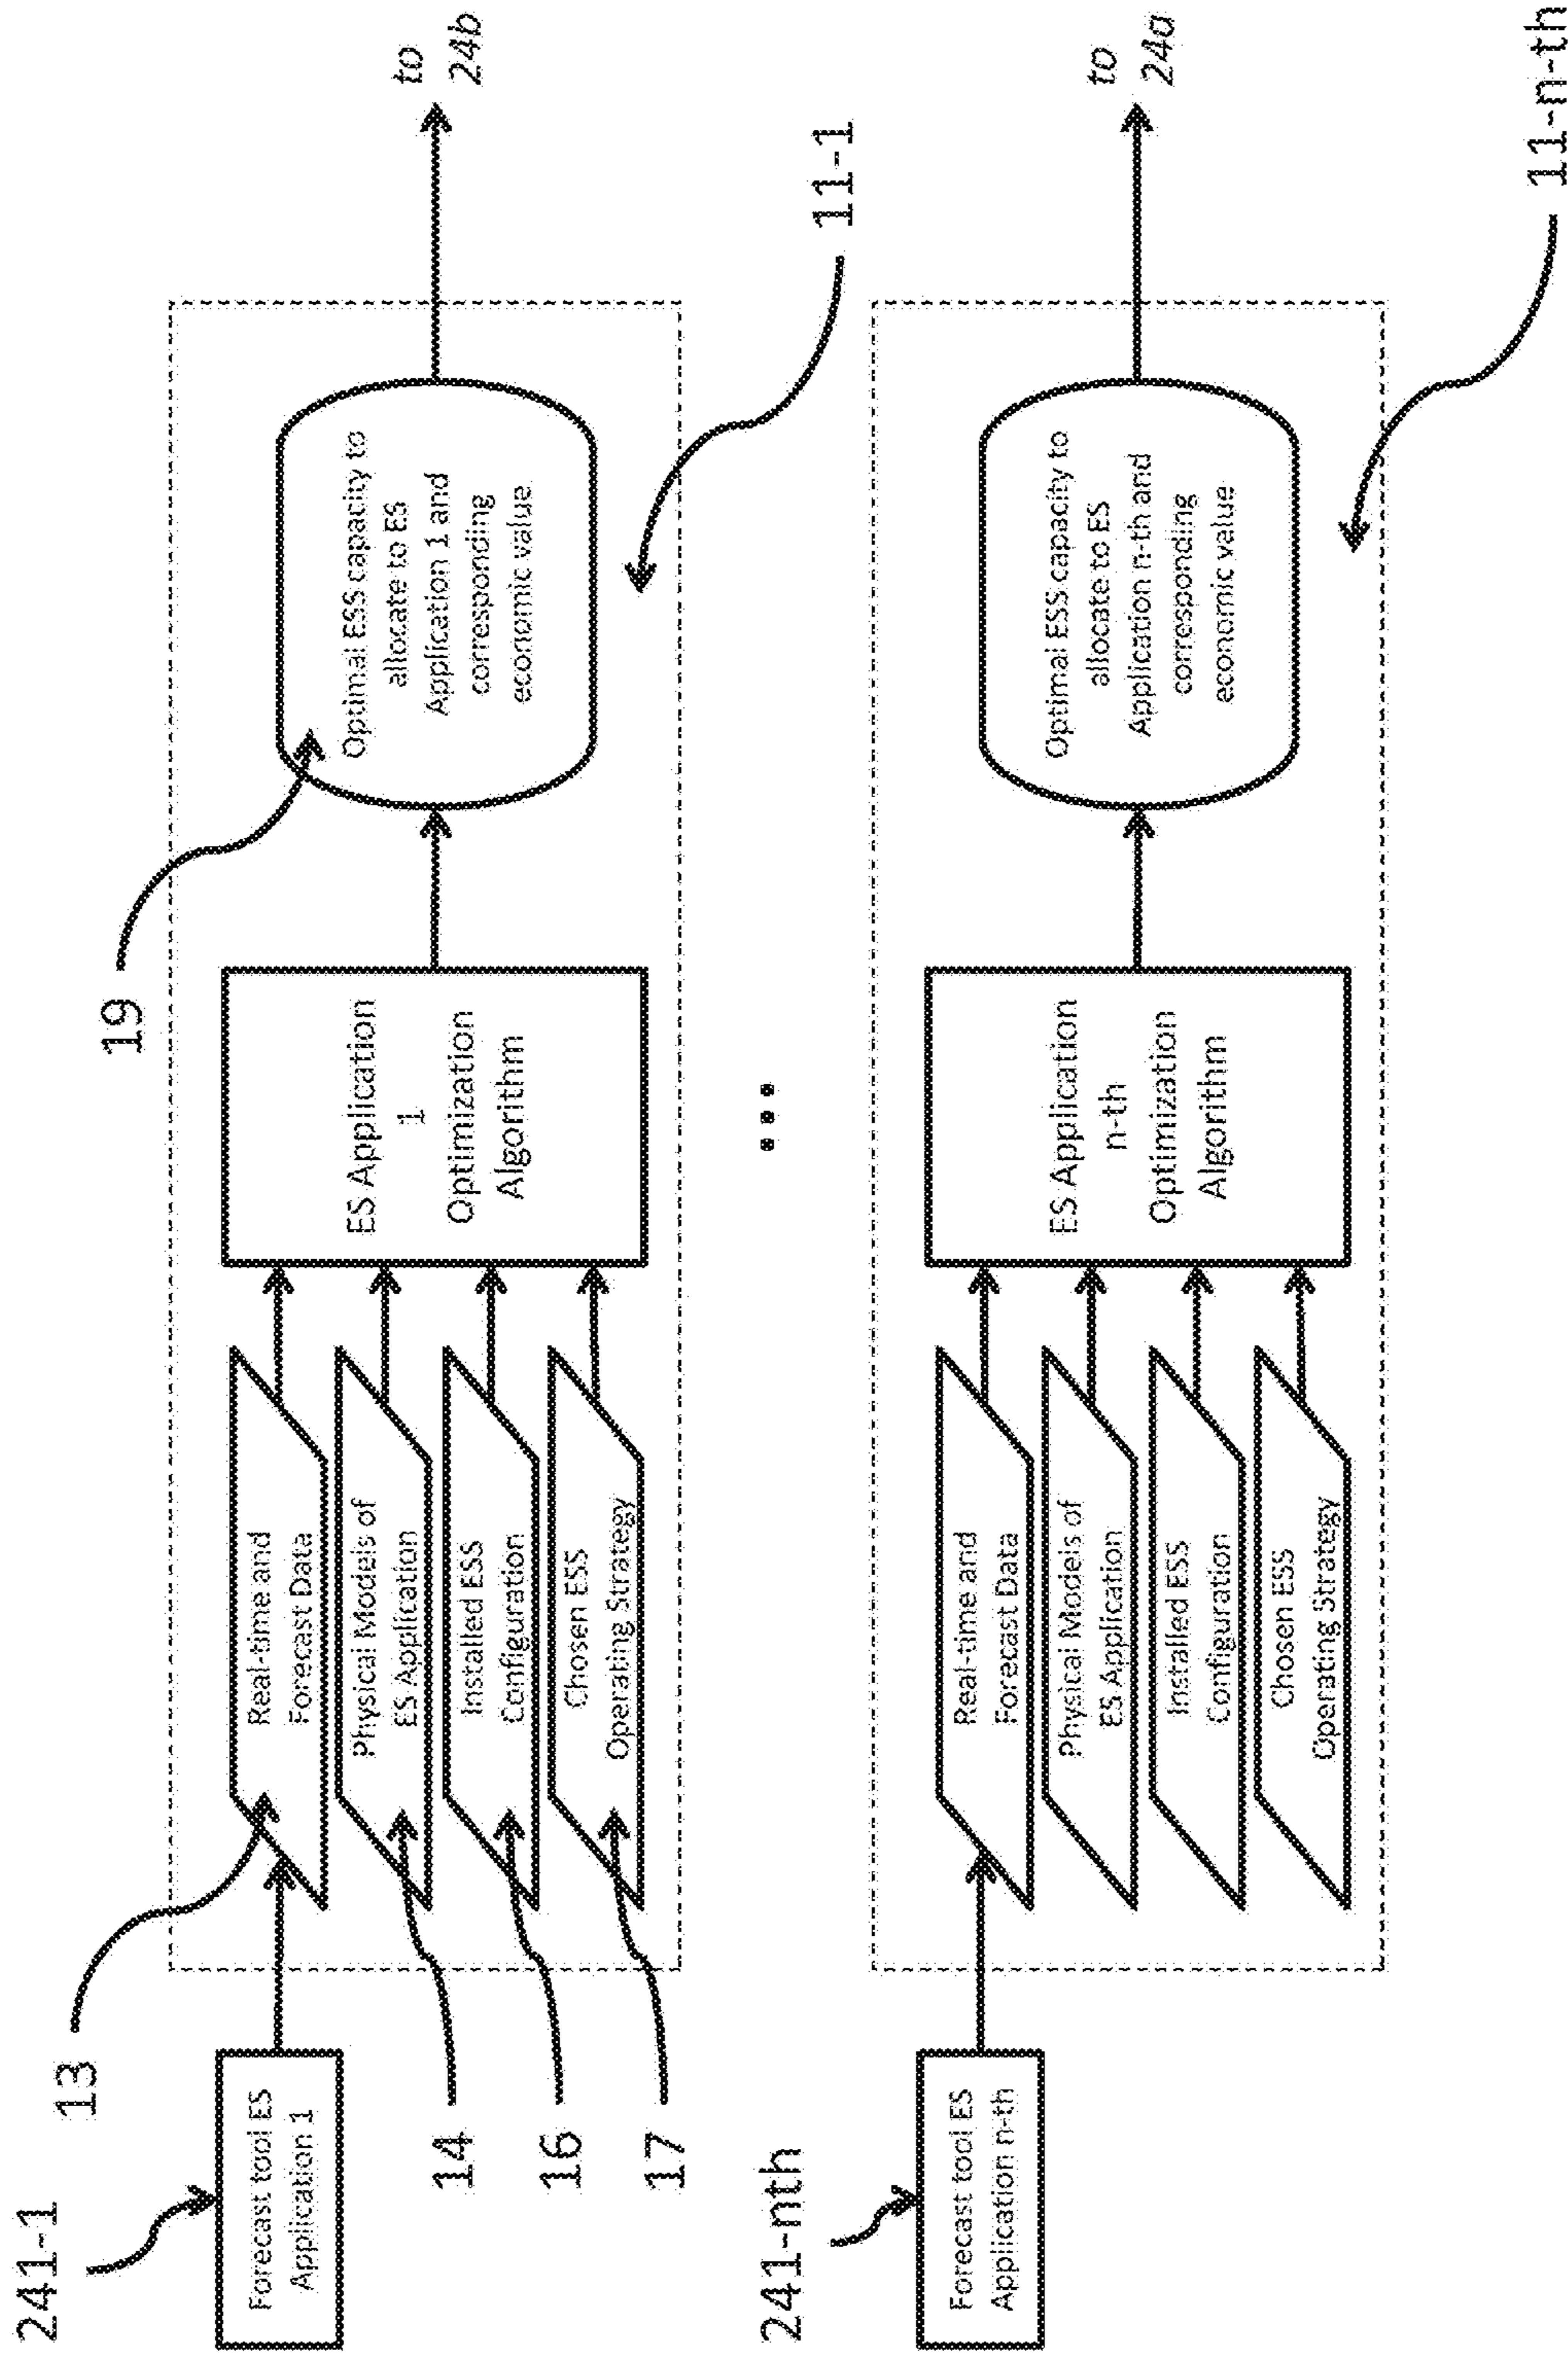 241-1
Forecast tool ES
Application 1
13
14
16
17
Real-time and
Forecast Data
Physical Models of
ES Application
Installed ESS
Configuration
Chosen ESS
Operating Strategy
ES Application
1
Optimization
Algorithm
19
Optimal ESS capacity to
allocate to ES
Application 1 and
corresponding
economic value
to
24b
11-1
...
241-nth
Forecast tool ES
Application n-th
Real-time and
Forecast Data
Physical Models of
ES Application
Installed ESS
Configuration
Chosen ESS
Operating Strategy
ES Application
n-th
Optimization
Algorithm
Optimal ESS capacity to
allocate to ES
Application n-th and
corresponding
economic value
to
24a
11-n-th